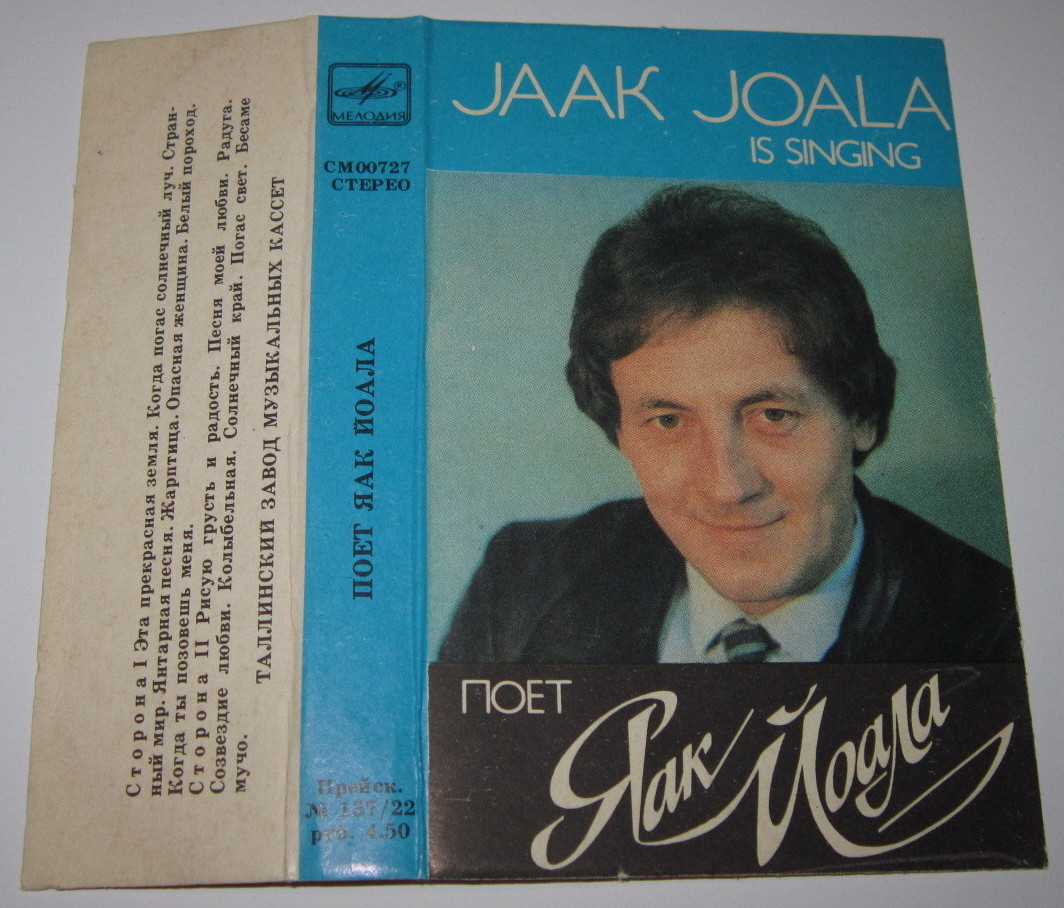 Сторона I Эта прекрасная земля. Когда погас солнечный луч. Стран-
ный мир. Янтарная песня. Жарптица. Опасная женщина. Белый пороход.
Когда ты позовешь меня.
Сторона II Рисую грусть и радость. Песня моей любви. Радуга.
Созвездие любви. Колыбельная. Солнечный край. Погас свет. Бесаме
мучо.
ТАЛЛИНСКИЙ ЗАВОД МУЗЫКАЛЬНЫХ КАССЕТ
®
МЕЛОДИЯ
СМ00727
СТЕРЕО
ПОЕТ ЯАК ЙОАЛА
Прейск.
№ 137/22
руб. 4.50
JAAK JOALA
IS SINGING
ПОЕТ
Яак Йоала